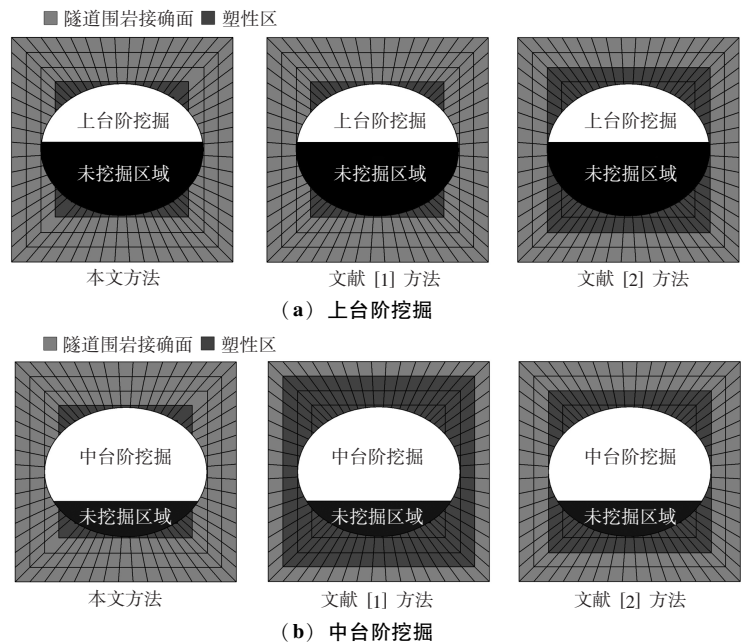 隧道围岩接确面 塑性区
上台阶挖掘 上台阶挖掘 上台阶挖掘
未挖掘区域 未挖掘区域 未挖掘区域
本文方法 文献 [1] 方法 文献 [2] 方法
(a) 上台阶挖掘
隧道围岩接确面 塑性区
中台阶挖掘 中台阶挖掘 中台阶挖掘
未挖掘区域 未挖掘区域 未挖掘区域
本文方法 文献 [1] 方法 文献 [2] 方法
(b) 中台阶挖掘